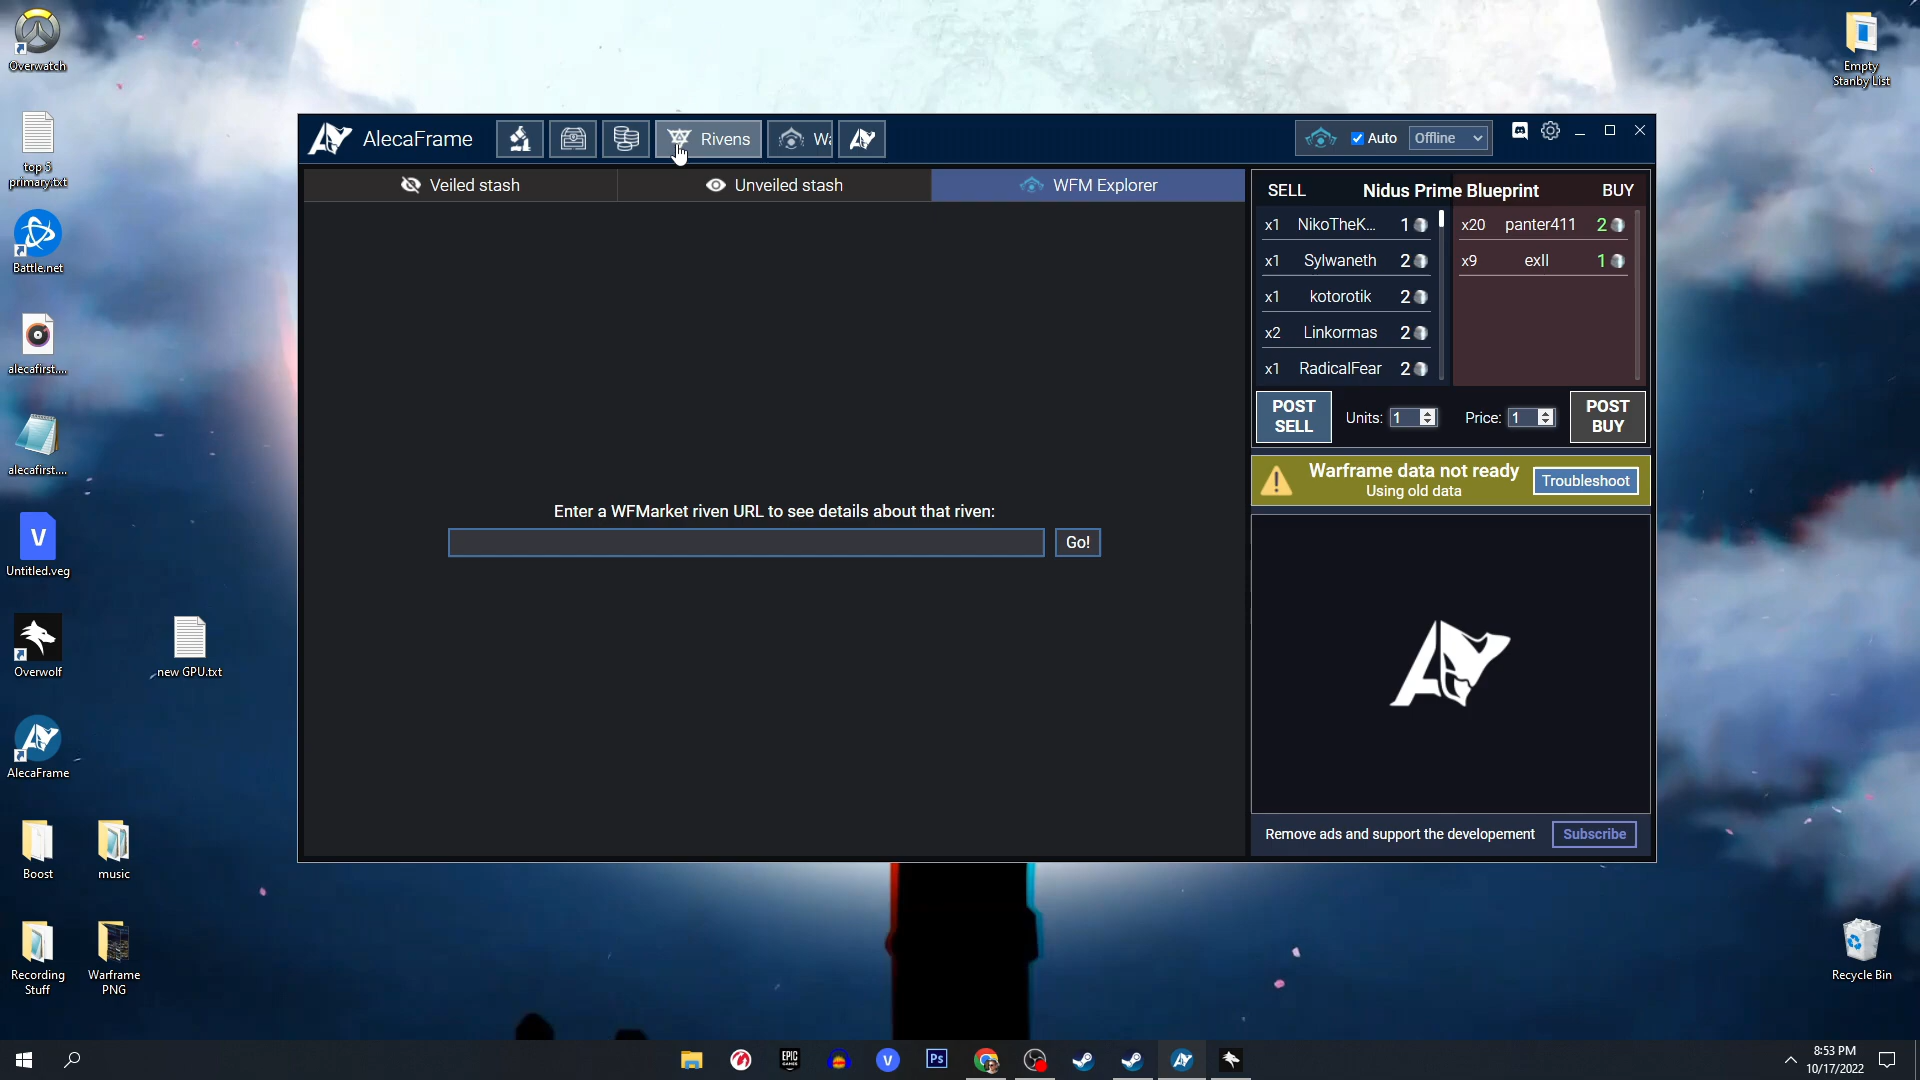 Overwatch
top 5
primary.txt
Battle.net
alecafirst....
alecafirst....
V
Untitled.veg
Overwolf
new GPU.txt
AlecaFrame
Boost
music
Recording
Stuff
Warframe
PNG
Empty
Stanby List
Recycle Bin
AlecaFrame
Rivens
Wa
Auto
Offline
Veiled stash
Unveiled stash
WFM Explorer
Enter a WFMarket riven URL to see details about that riven:
Go!
SELL Nidus Prime Blueprint BUY
x1 NikoTheK... 1
x1 Sylwaneth 2
x1 kotorotik 2
x2 Linkormas 2
x1 RadicalFear 2
x20 panter411 2
x9 exll 1
POST
SELL
Units: 1
Price: 1
POST
BUY
Warframe data not ready
Using old data
Troubleshoot
Remove ads and support the developement
Subscribe
EPIC
GAMES
V
Ps
8:53 PM
10/17/2022